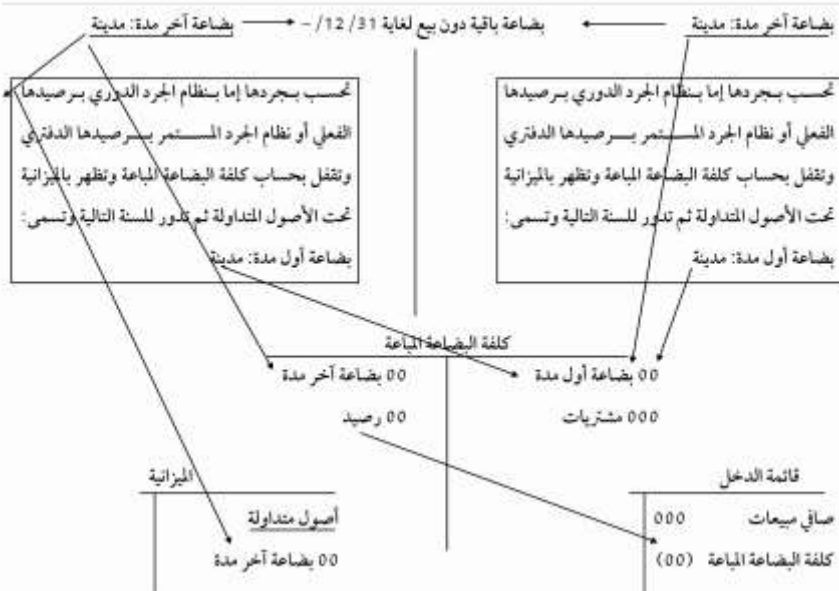 بضاعة آخر مدة: مدينة
بضاعة باقية دون بيع لغاية 31/ 12/ –
بضاعة آخر مدة: مدينة
تحسب بجردها إما بنظام الجرد الدوري برصيدها
الفعلي أو نظام الجرد المستمر برصيدها الدفتري
وتقفل بحساب كلفة البضاعة المباعة وتظهر بالميزانية
تحت الأصول المتداولة ثم تدور للسنة التالية وتسمى:
بضاعة أول مدة: مدينة
تحسب بجردها إما بنظام الجرد الدوري برصيدها
الفعلي أو نظام الجرد المستمر برصيدها الدفتري
وتقفل بحساب كلفة البضاعة المباعة وتظهر بالميزانية
تحت الأصول المتداولة ثم تدور للسنة التالية وتسمى:
بضاعة أول مدة: مدينة
كلفة البضاعة المباعة
00 بضاعة أول مدة
00 بضاعة آخر مدة
000 مشتريات
00 رصيد
قائمة الدخل
صافي مبيعات 000
كلفة البضاعة المباعة (00)
الميزانية
أصول متداولة
00 بضاعة آخر مدة